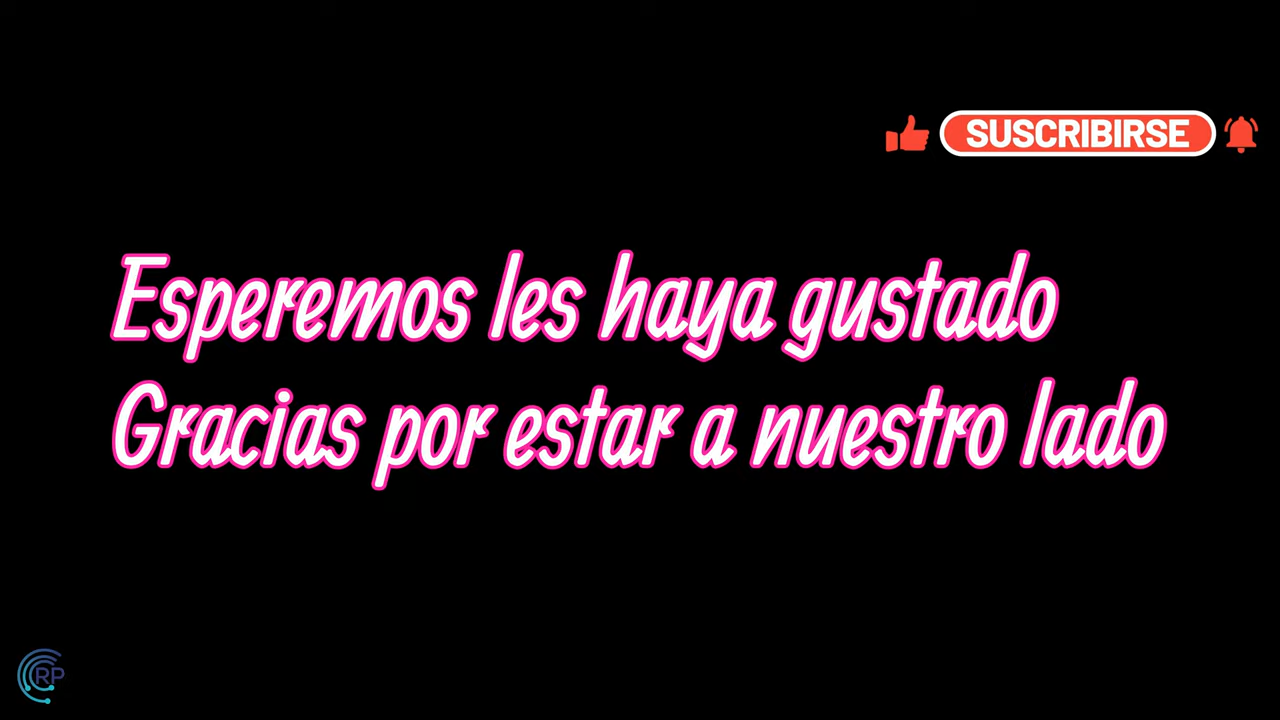 SUSCRIBIRSE
Esperemos les haya gustado
Gracias por estar a nuestro lado
RP